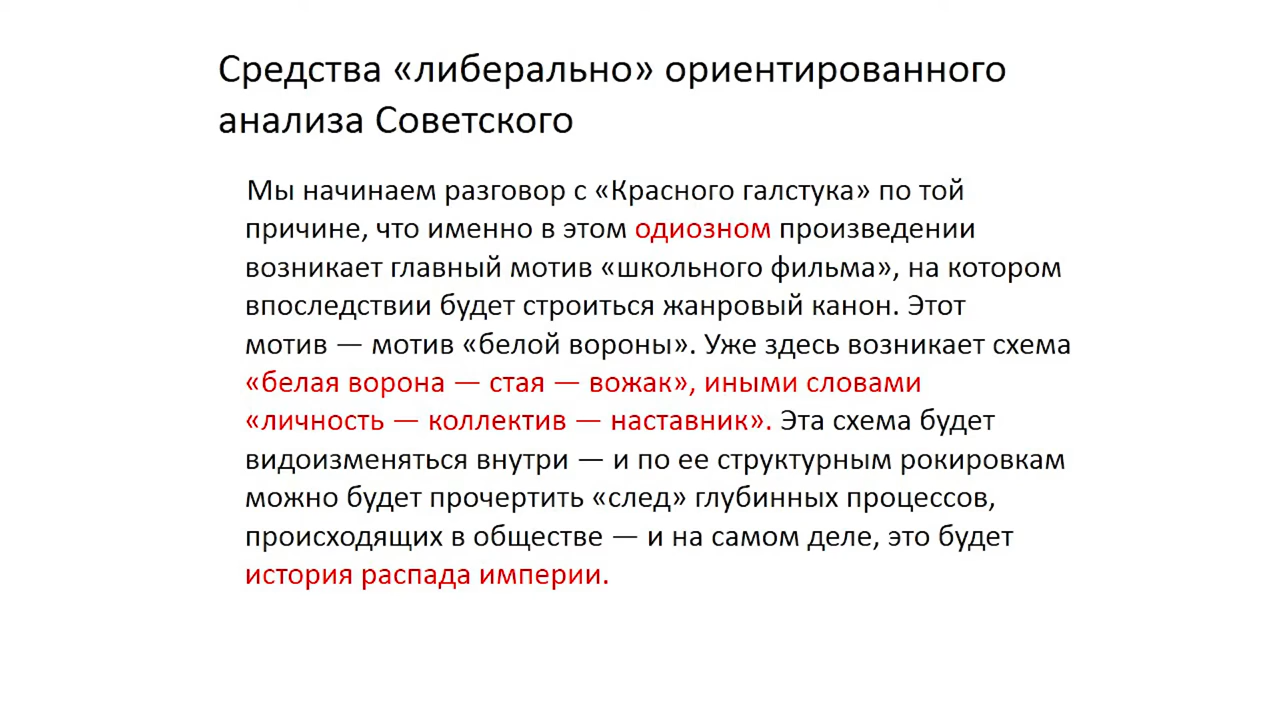 Средства «либерально» ориентированного
анализа Советского
Мы начинаем разговор с «Красного галстука» по той
причине, что именно в этом одиозном произведении
возникает главный мотив «школьного фильма», на котором
впоследствии будет строиться жанровый канон. Этот
мотив — мотив «белой вороны». Уже здесь возникает схема
«белая ворона — стая — вожак», иными словами
«личность — коллектив — наставник». Эта схема будет
видоизменяться внутри — и по ее структурным рокировкам
можно будет прочертить «след» глубинных процессов,
происходящих в обществе — и на самом деле, это будет
история распада империи.